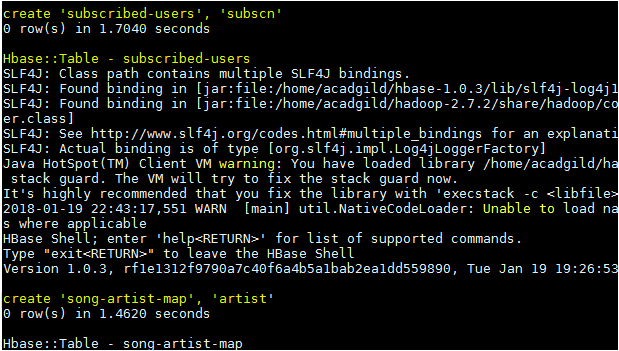 create 'subscribed-users', 'subscn'
0 row(s) in 1.7040 seconds
Hbase::Table - subscribed-users
SLF4J: Class path contains multiple SLF4J bindings.
SLF4J: Found binding in [jar:file:/home/acadgild/hbase-1.0.3/lib/slf4j-log4j1
SLF4J: Found binding in [jar:file:/home/acadgild/hadoop-2.7.2/share/hadoop/co
er.class]
SLF4J: See http://www.slf4j.org/codes.html#multiple_bindings for an explanati
SLF4J: Actual binding is of type [org.slf4j.impl.Log4jLoggerFactory]
Java HotSpot(TM) Client VM warning: You have loaded library /home/acadgild/ha
stack guard. The VM will try to fix the stack guard now.
It's highly recommended that you fix the library with 'execstack -c <libfile>
2018-01-19 22:43:17,551 WARN  [main] util.NativeCodeLoader: Unable to load na
s where applicable
HBase Shell; enter 'help<RETURN>' for list of supported commands.
Type "exit<RETURN>" to leave the HBase Shell
Version 1.0.3, rf1e1312f9790a7c40f6a4b5a1bab2ea1dd559890, Tue Jan 19 19:26:53
create 'song-artist-map', 'artist'
0 row(s) in 1.4620 seconds
Hbase::Table - song-artist-map